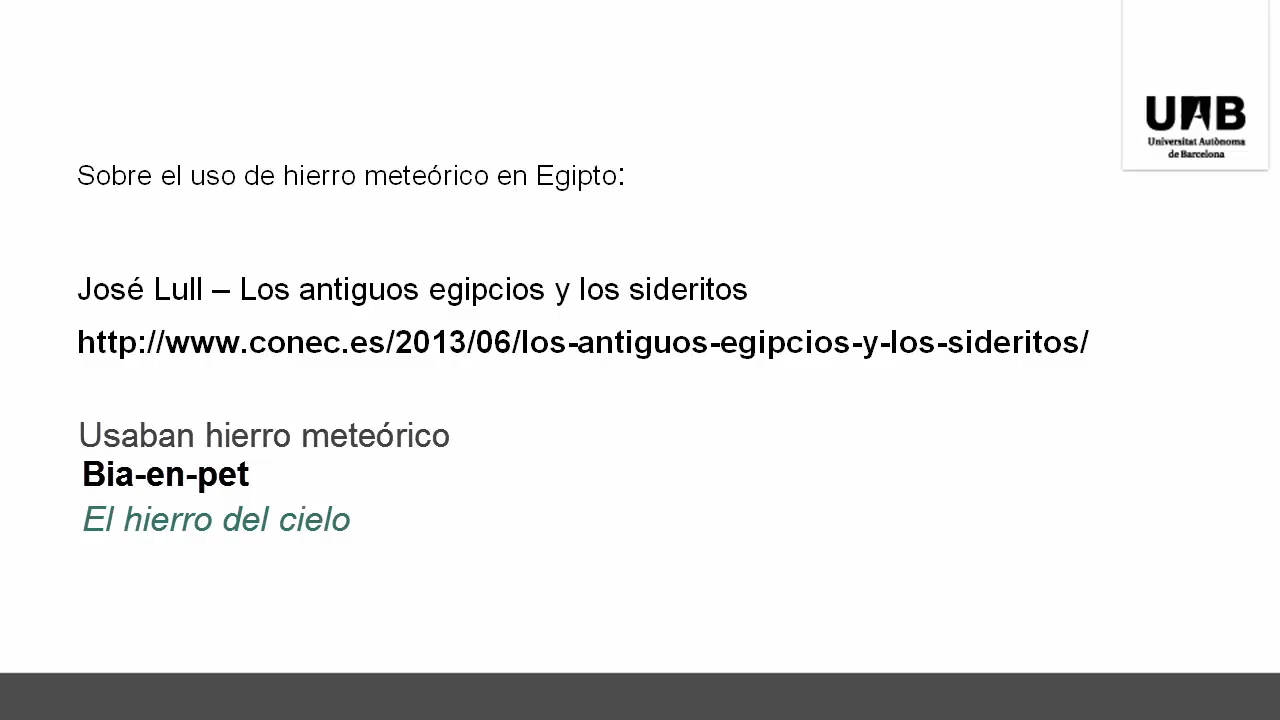 UAB
Universitat Autònoma
de Barcelona
Sobre el uso de hierro meteórico en Egipto:
José Lull – Los antiguos egipcios y los sideritos
http://www.conec.es/2013/06/los-antiguos-egipcios-y-los-sideritos/
Usaban hierro meteórico
Bia-en-pet
El hierro del cielo